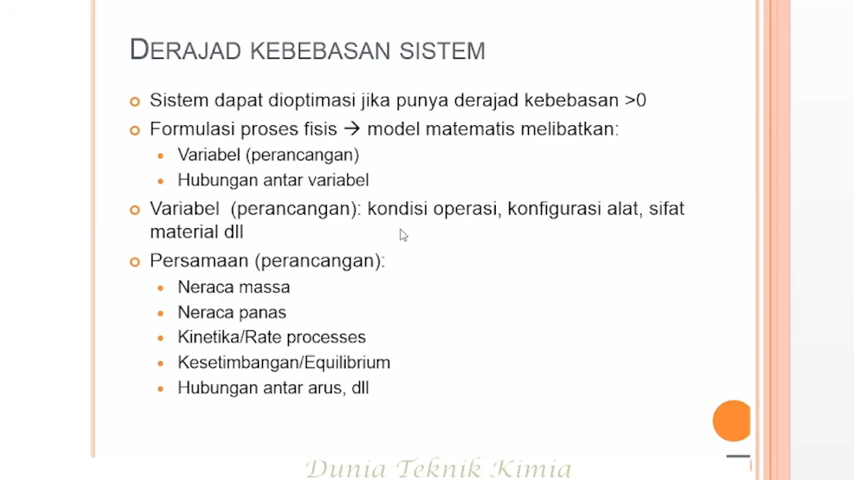 DERAJAD KEBEBASAN SISTEM
Sistem dapat dioptimasi jika punya derajad kebebasan >0
Formulasi proses fisis → model matematis melibatkan:
Variabel (perancangan)
Hubungan antar variabel
Variabel (perancangan): kondisi operasi, konfigurasi alat, sifat
material dll
Persamaan (perancangan):
Neraca massa
Neraca panas
Kinetika/Rate processes
Kesetimbangan/Equilibrium
Hubungan antar arus, dll
Dunia Teknik Kimia